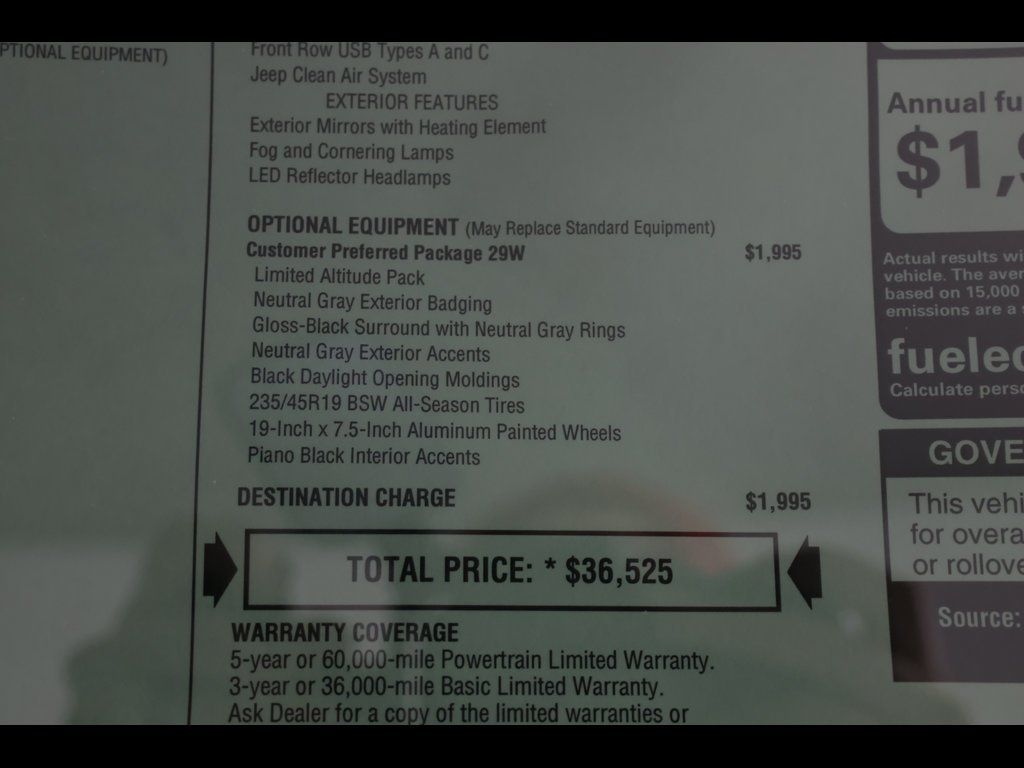 PTIONAL EQUIPMENT)
Front Row USB Types A and C
Jeep Clean Air System
EXTERIOR FEATURES
Exterior Mirrors with Heating Element
Fog and Cornering Lamps
LED Reflector Headlamps
OPTIONAL EQUIPMENT (May Replace Standard Equipment)
Customer Preferred Package 29W $1,995
Limited Altitude Pack
Neutral Gray Exterior Badging
Gloss-Black Surround with Neutral Gray Rings
Neutral Gray Exterior Accents
Black Daylight Opening Moldings
235/45R19 BSW All-Season Tires
19-Inch x 7.5-Inch Aluminum Painted Wheels
Piano Black Interior Accents
DESTINATION CHARGE $1,995
TOTAL PRICE: * $36,525
WARRANTY COVERAGE
5-year or 60,000-mile Powertrain Limited Warranty.
3-year or 36,000-mile Basic Limited Warranty.
Ask Dealer for a copy of the limited warranties or
Annual fu
$1,
Actual results wi
vehicle. The aver
based on 15,000
emissions are a
fuelec
Calculate perso
GOVE
This vehi
for overa
or rollove
Source: